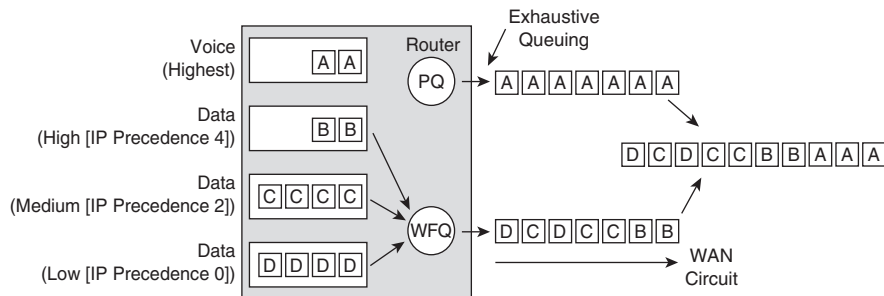 Exhaustive
Queuing
Voice
(Highest)
A A
Router
PQ
A A A A A A A
Data
(High [IP Precedence 4])
B B
D C D C C B B A A A
Data
(Medium [IP Precedence 2])
C C C C
WFQ
D C D C C B B
Data
(Low [IP Precedence 0])
D D D D
WAN
Circuit